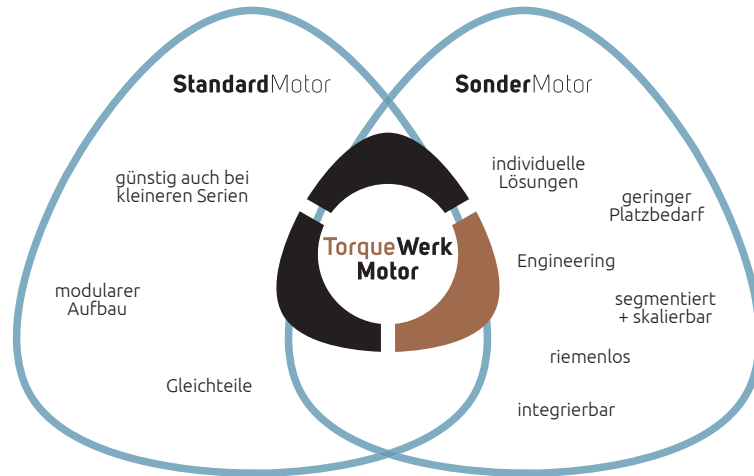 StandardMotor
günstig auch bei
kleineren Serien
modularer
Aufbau
Gleichteile
TorqueWerk
Motor
SonderMotor
individuelle
Lösungen
geringer
Platzbedarf
Engineering
segmentiert
+ skalierbar
riemenlos
integrierbar